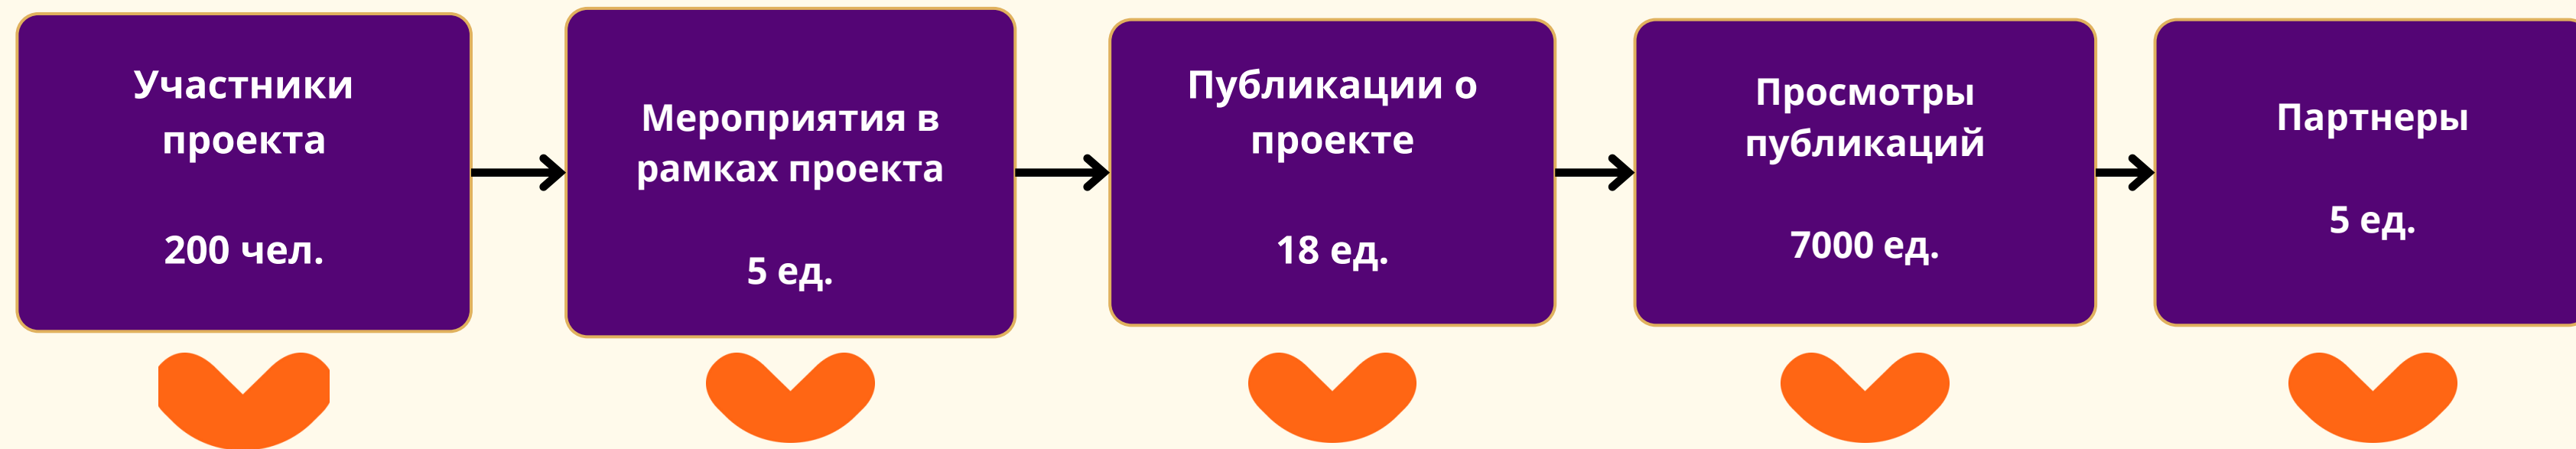 Участники
проекта
200 чел.
Мероприятия в
рамках проекта
5 ед.
Публикации о
проекте
18 ед.
Просмотры
публикаций
7000 ед.
Партнеры
5 ед.